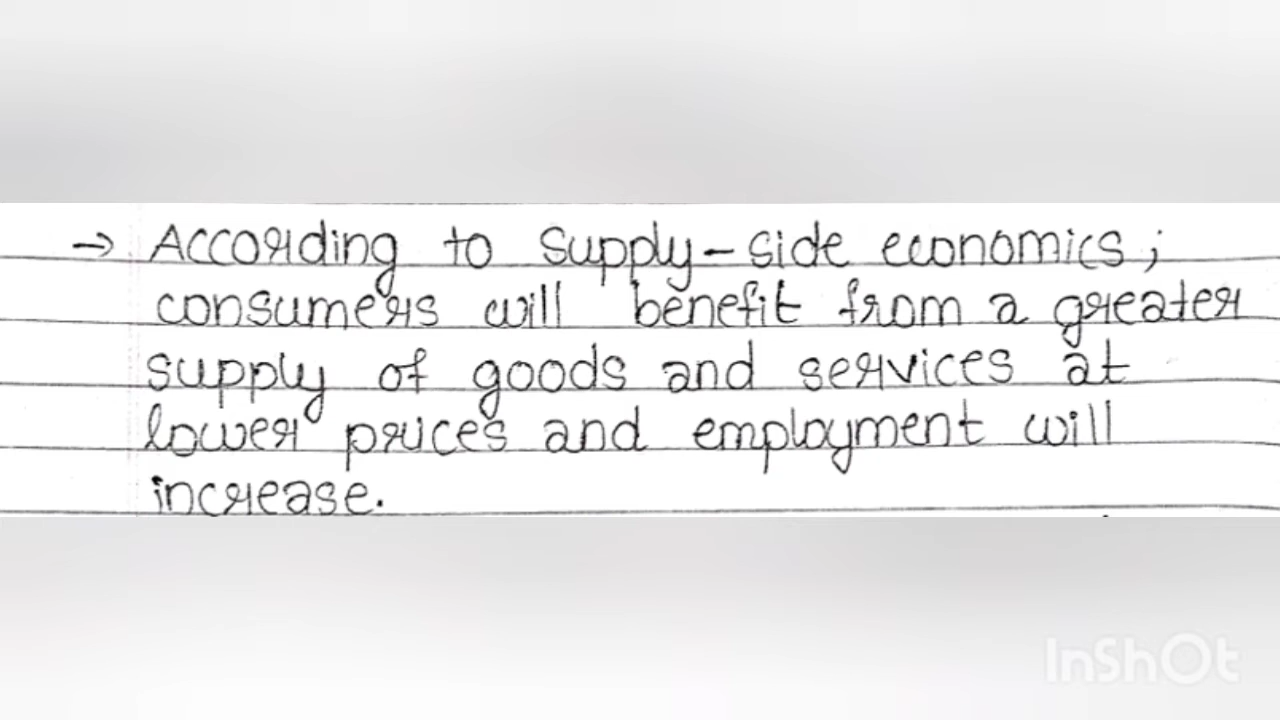 → According to supply-side economics;
consumers will benefit from a greater
supply of goods and services at
lower prices and employment will
increase.
InShOt